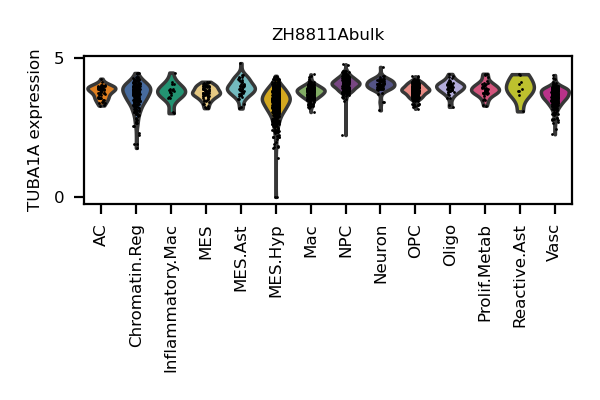 ZH8811Abulk
TUBA1A expression
5
0
AC
Chromatin.Reg
Inflammatory.Mac
MES
MES.Ast
MES.Hyp
Mac
NPC
Neuron
OPC
Oligo
Prolif.Metab
Reactive.Ast
Vasc